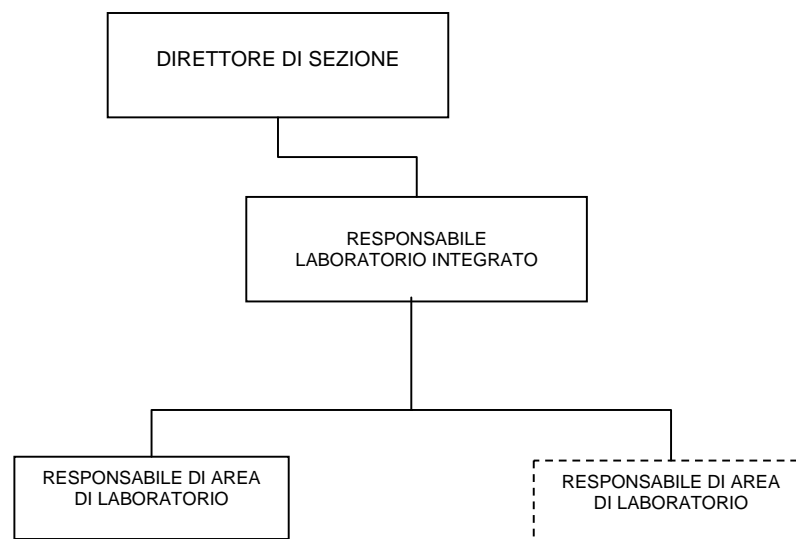 DIRETTORE DI SEZIONE
RESPONSABILE
LABORATORIO INTEGRATO
RESPONSABILE DI AREA
DI LABORATORIO
RESPONSABILE DI AREA
DI LABORATORIO